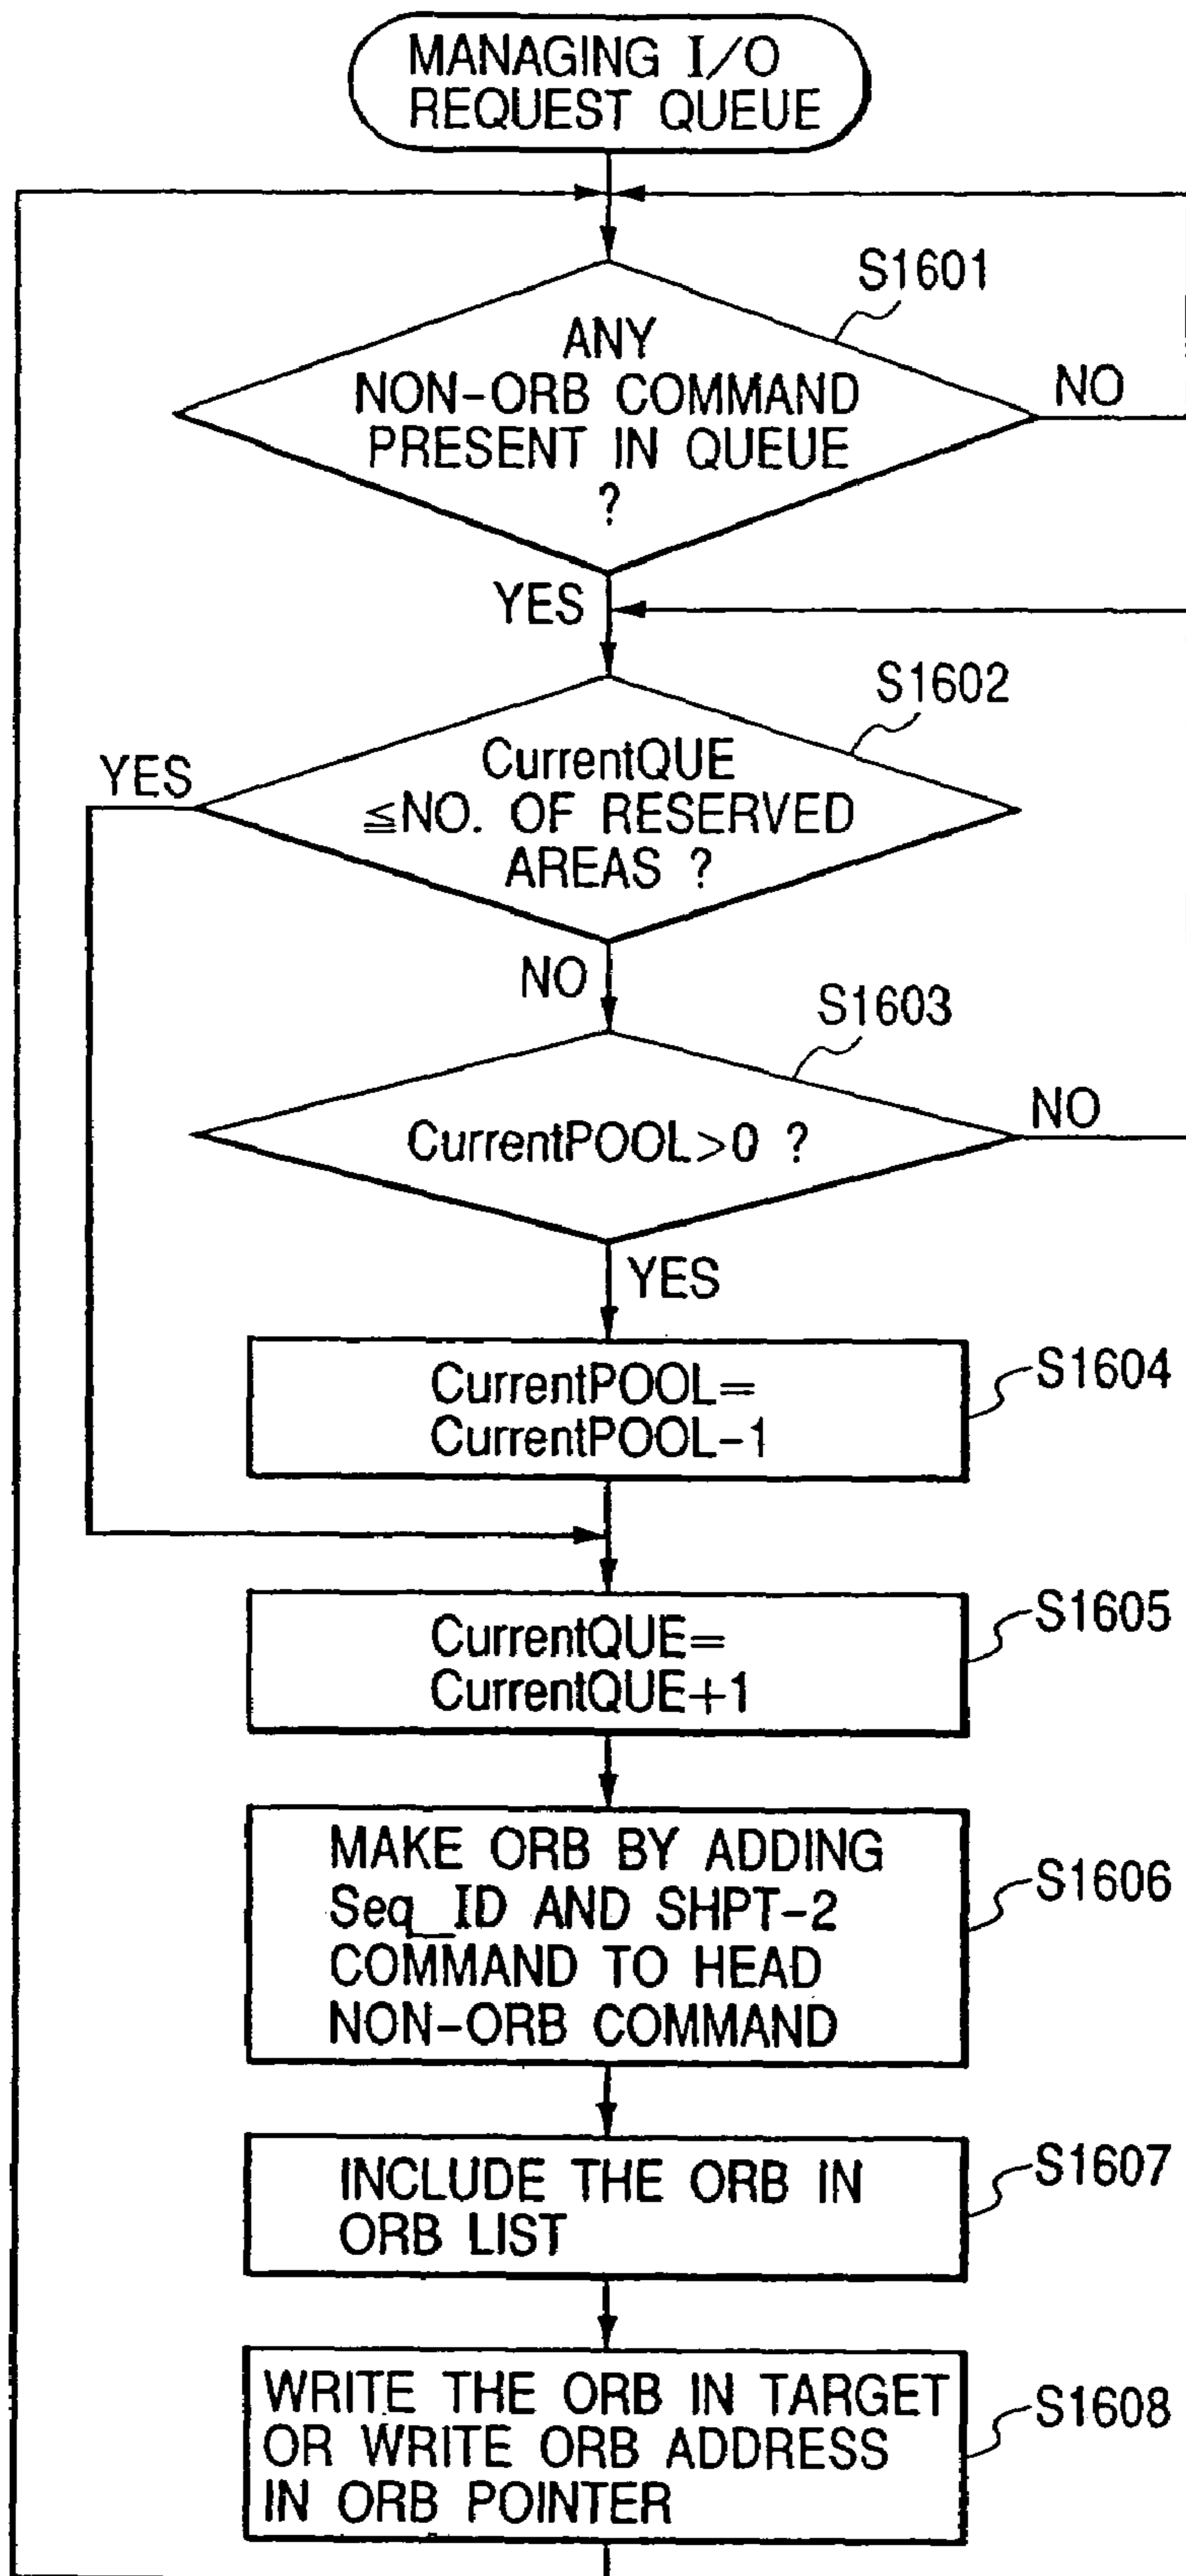 MANAGING I/O
REQUEST QUEUE
S1601
ANY
NON-ORB COMMAND
PRESENT IN QUEUE
?
NO
YES
S1602
YES
CurrentQUE
≦NO. OF RESERVED
AREAS ?
NO
S1603
CurrentPOOL>0 ?
NO
YES
CurrentPOOL=
CurrentPOOL-1
S1604
CurrentQUE=
CurrentQUE+1
S1605
MAKE ORB BY ADDING
Seq_ID AND SHPT-2
COMMAND TO HEAD
NON-ORB COMMAND
S1606
INCLUDE THE ORB IN
ORB LIST
S1607
WRITE THE ORB IN TARGET
OR WRITE ORB ADDRESS
IN ORB POINTER
S1608